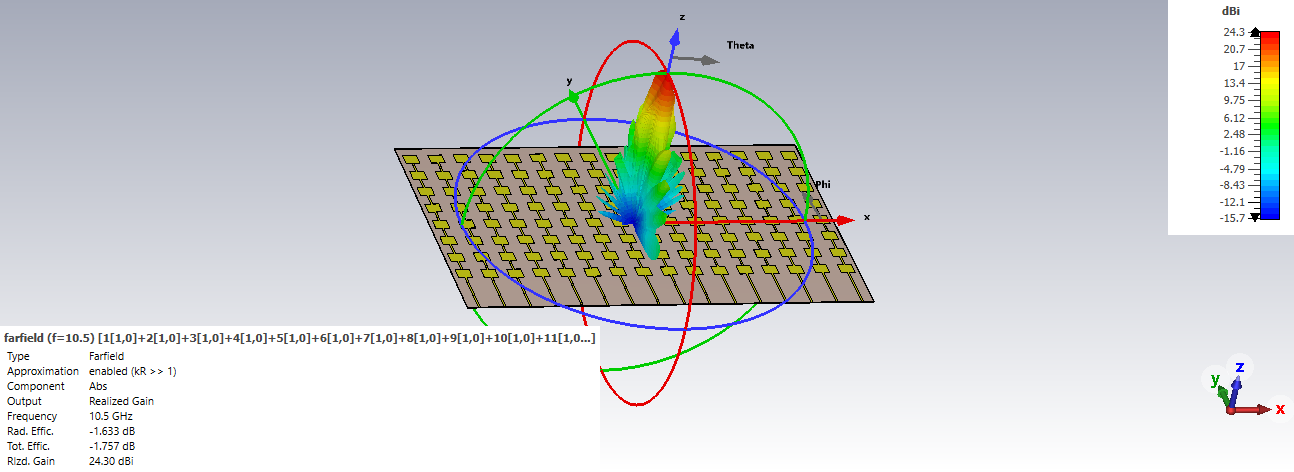 dBi
24.3
20.7
17
13.4
9.75
6.12
2.48
-1.16
-4.79
-8.43
-12.1
-15.7
z
Theta
y
Phi
x
farfield (f=10.5) [1[1,0]+2[1,0]+3[1,0]+4[1,0]+5[1,0]+6[1,0]+7[1,0]+8[1,0]+9[1,0]+10[1,0]+11[1,0...]
Type Farfield
Approximation enabled (kR >> 1)
Component Abs
Output Realized Gain
Frequency 10.5 GHz
Rad. Effic. -1.633 dB
Tot. Effic. -1.757 dB
Rlzd. Gain 24.30 dBi
z
y
x